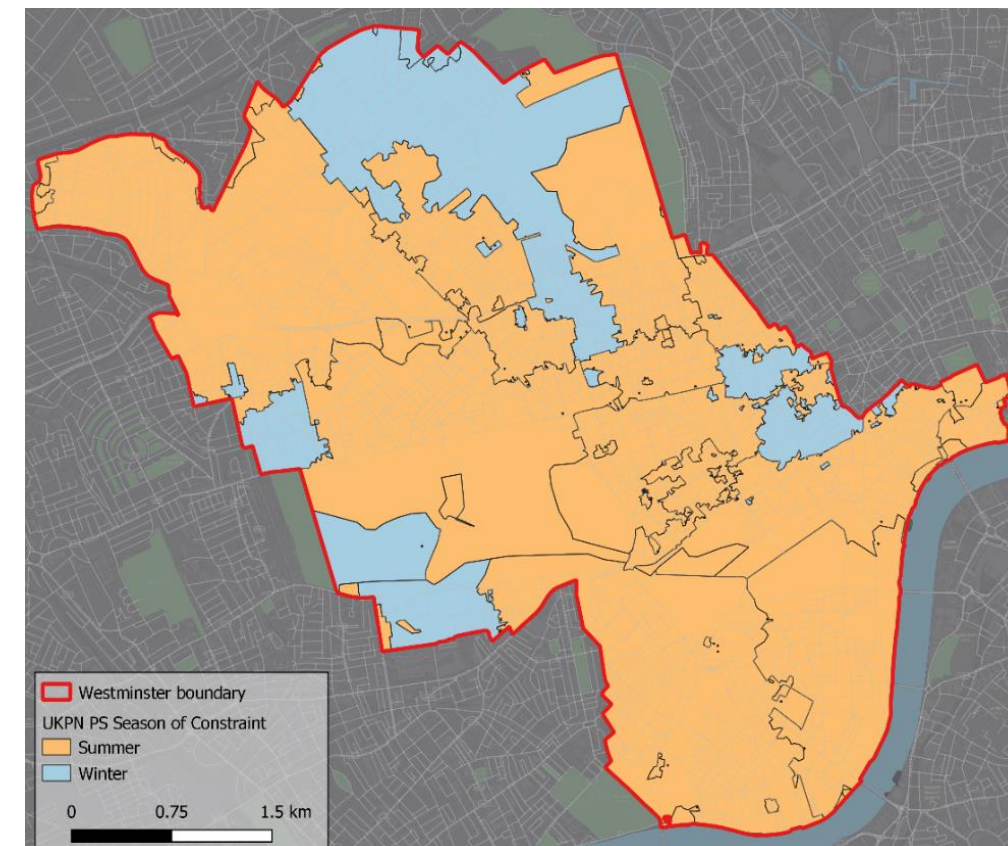 Westminster boundary
UKPN PS Season of Constraint
Summer
Winter
0 0.75 1.5 km